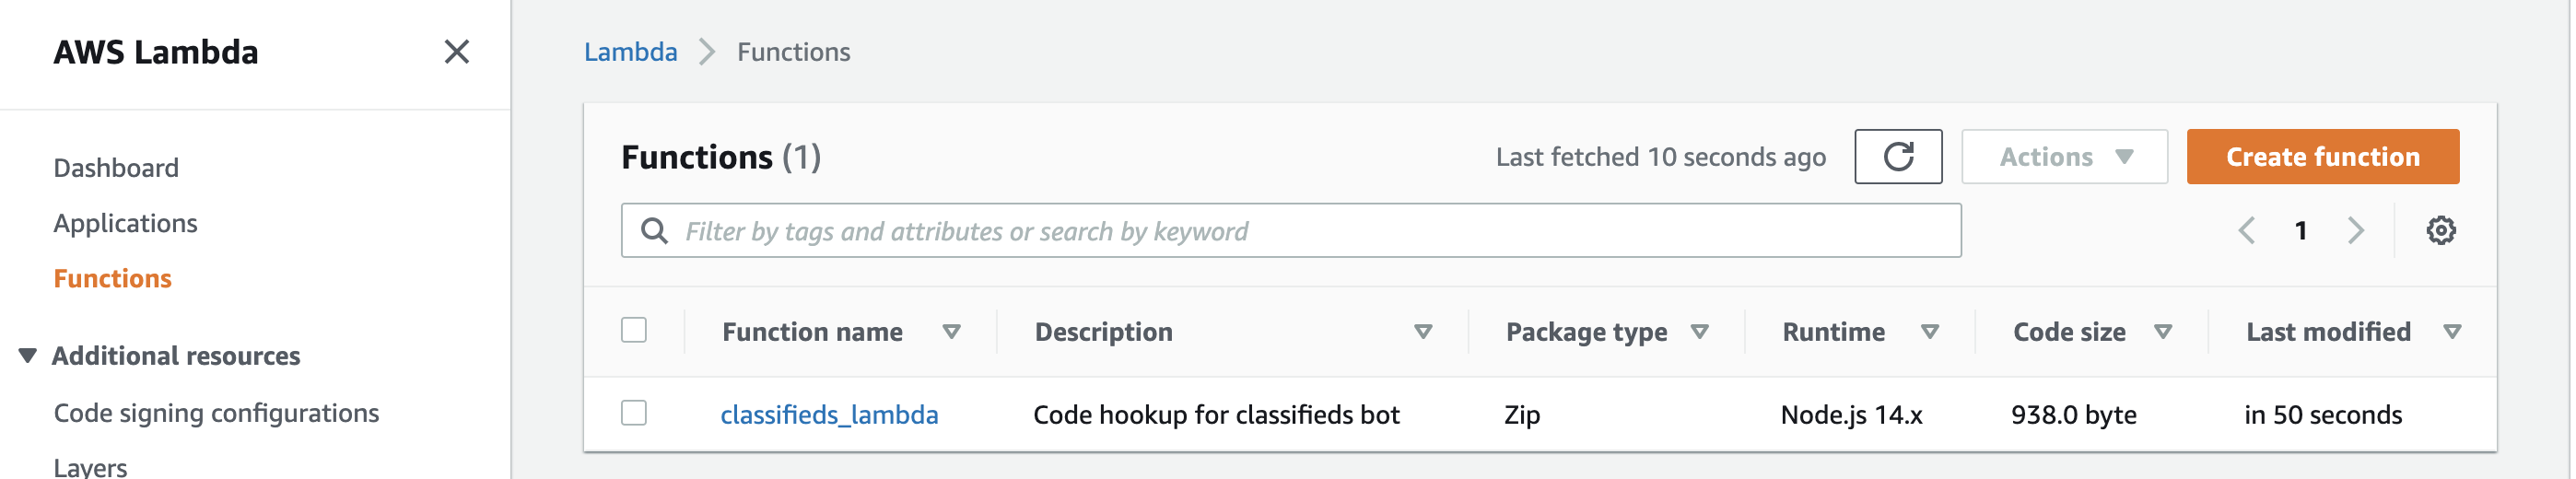 AWS Lambda
Dashboard
Applications
Functions
Additional resources
Code signing configurations
Layers
Lambda Functions
Functions (1) Last fetched 10 seconds ago Actions Create function
Filter by tags and attributes or search by keyword 1
Function name Description Package type Runtime Code size Last modified
classifieds_lambda Code hookup for classifieds bot Zip Node.js 14.x 938.0 byte in 50 seconds